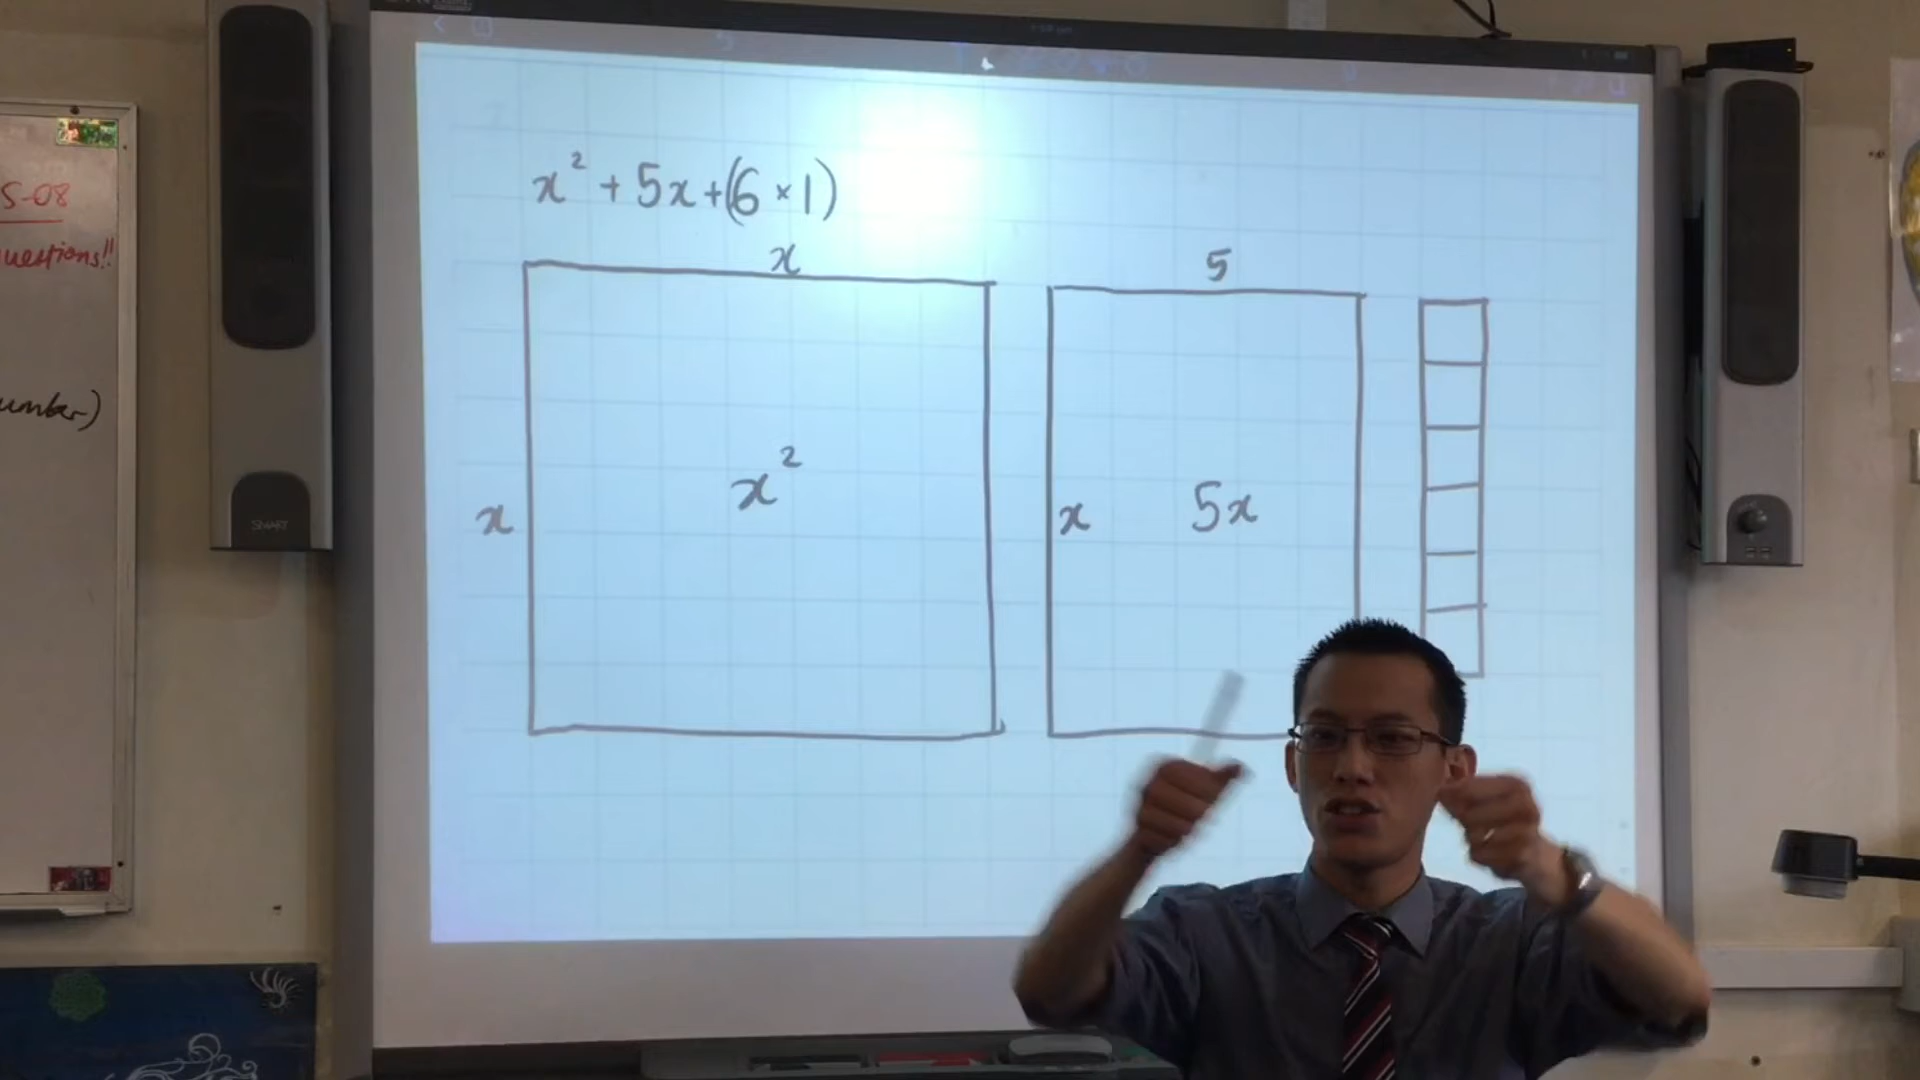 S-08
uestions!!
umber)
x² + 5x + (6 × 1)
x
5
x²
x
x
5x
SMART